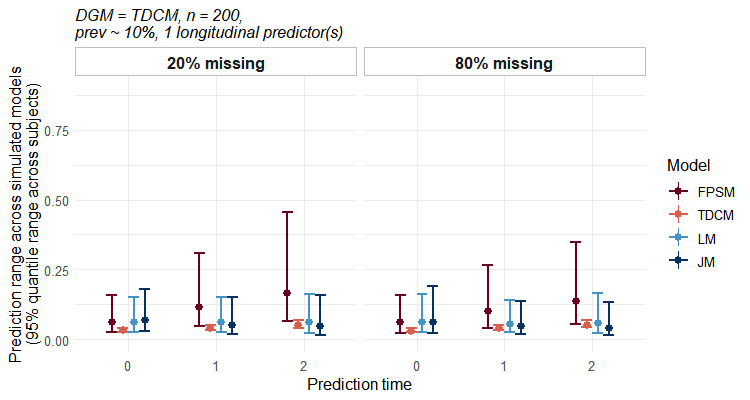 DGM = TDCM, n = 200,
prev ~ 10%, 1 longitudinal predictor(s)
20% missing
80% missing
Prediction range across simulated models
(95% quantile range across subjects)
0.75
0.50
0.25
0.00
0
1
2
0
1
2
Prediction time
Model
FPSM
TDCM
LM
JM